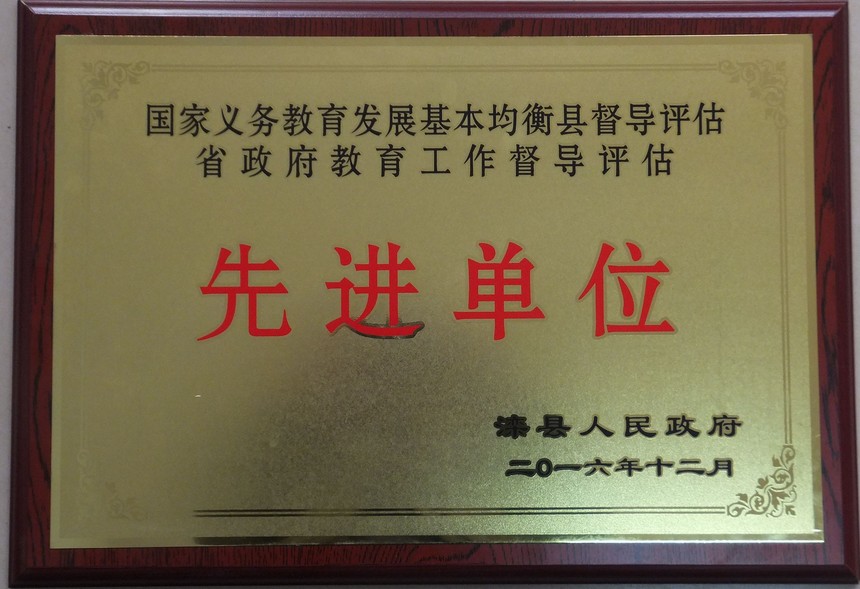 国家义务教育发展基本均衡县督导评估
省政府教育工作督导评估
先进单位
滦县人民政府
二0一六年十二月